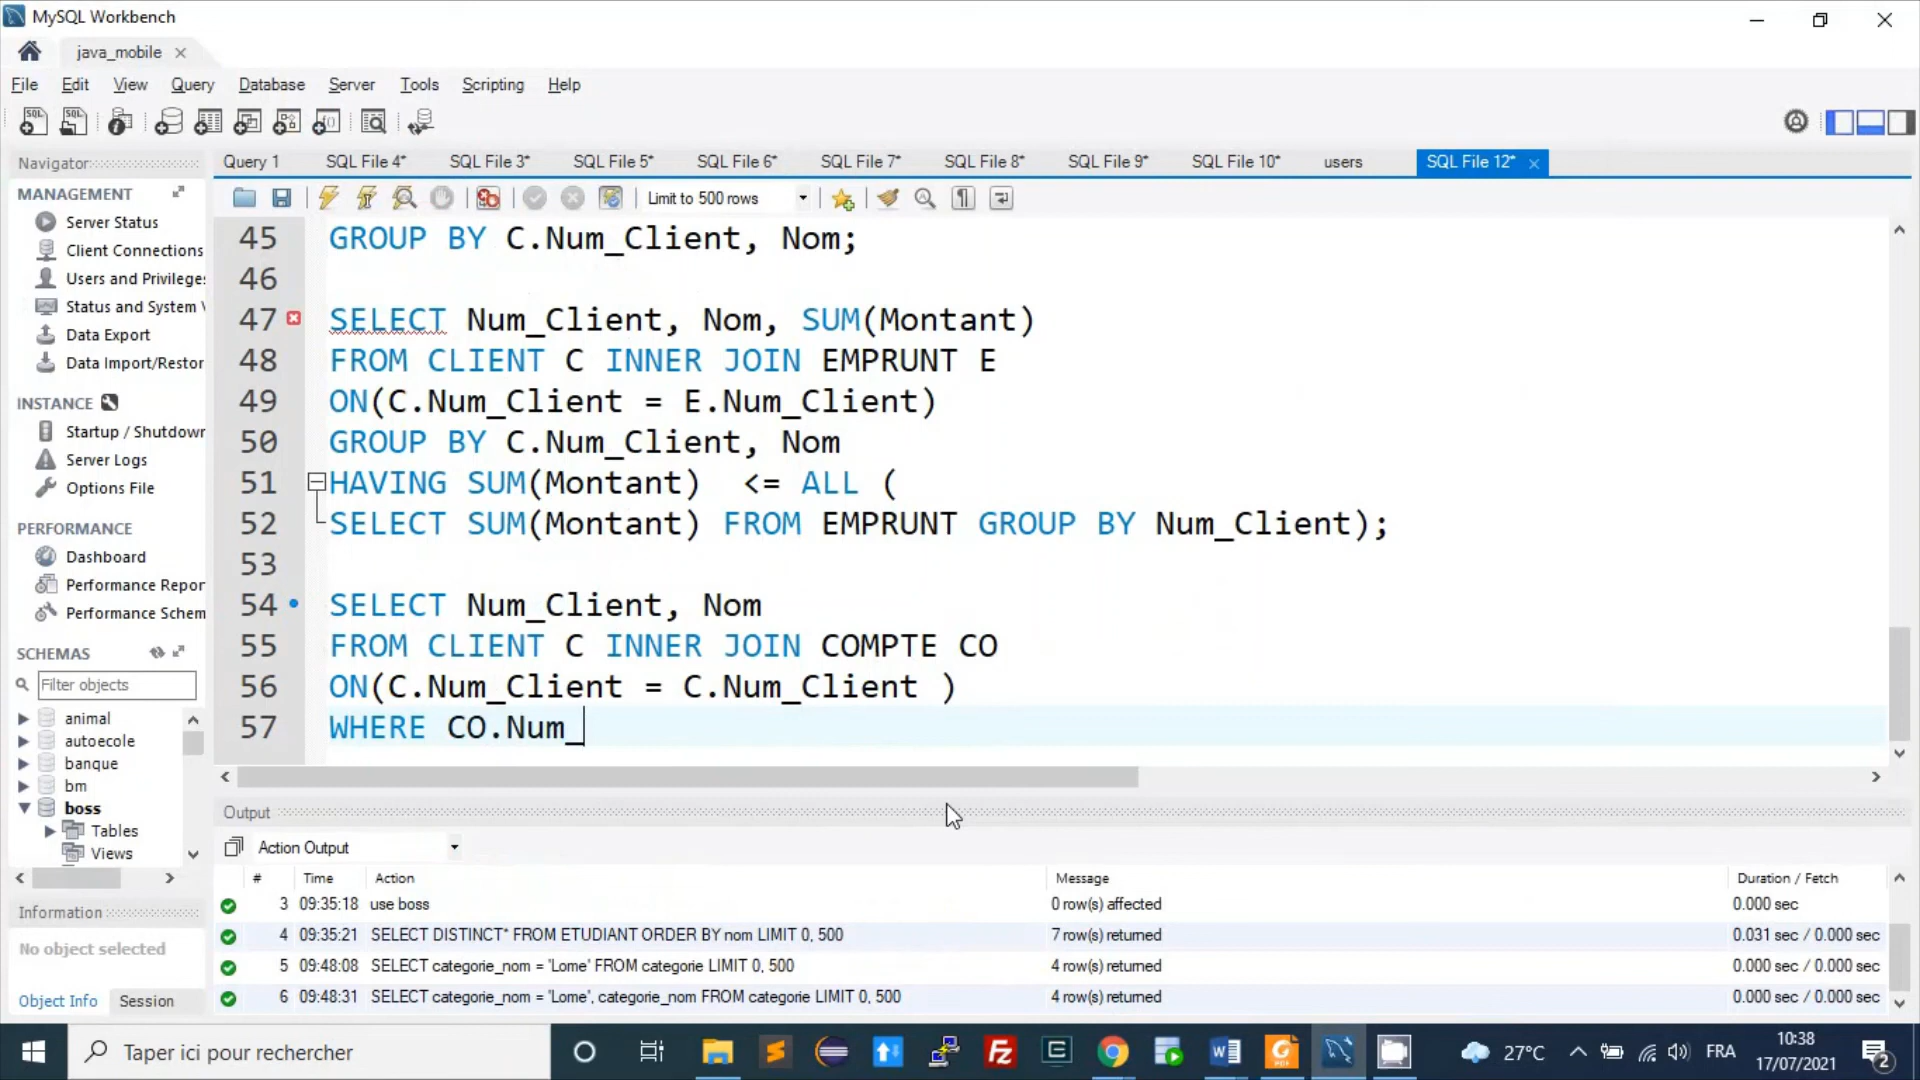 MySQL Workbench
java_mobile
File Edit View Query Database Server Tools Scripting Help
Navigator
Query 1 SQL File 4* SQL File 3* SQL File 5* SQL File 6* SQL File 7* SQL File 8* SQL File 9* SQL File 10* users SQL File 12*
Limit to 500 rows
MANAGEMENT
Server Status
Client Connections
Users and Privilege
Status and System V
Data Export
Data Import/Restor
INSTANCE
Startup / Shutdown
Server Logs
Options File
PERFORMANCE
Dashboard
Performance Repor
Performance Schem
SCHEMAS
Filter objects
animal
autoecole
banque
bm
boss
Tables
Views
Information
No object selected
Object Info Session
45 GROUP BY C.Num_Client, Nom;
46
47 SELECT Num_Client, Nom, SUM(Montant)
48 FROM CLIENT C INNER JOIN EMPRUNT E
49 ON(C.Num_Client = E.Num_Client)
50 GROUP BY C.Num_Client, Nom
51 HAVING SUM(Montant)  <= ALL (
52 SELECT SUM(Montant) FROM EMPRUNT GROUP BY Num_Client);
53
54 SELECT Num_Client, Nom
55 FROM CLIENT C INNER JOIN COMPTE CO
56 ON(C.Num_Client = C.Num_Client )
57 WHERE CO.Num_
Output
Action Output
# Time Action Message Duration / Fetch
3 09:35:18 use boss 0 row(s) affected 0.000 sec
4 09:35:21 SELECT DISTINCT* FROM ETUDIANT ORDER BY nom LIMIT 0, 500 7 row(s) returned 0.031 sec / 0.000 sec
5 09:48:08 SELECT categorie_nom = 'Lome' FROM categorie LIMIT 0, 500 4 row(s) returned 0.000 sec / 0.000 sec
6 09:48:31 SELECT categorie_nom = 'Lome', categorie_nom FROM categorie LIMIT 0, 500 4 row(s) returned 0.000 sec / 0.000 sec
Taper ici pour rechercher
27°C FRA
10:38
17/07/2021
2